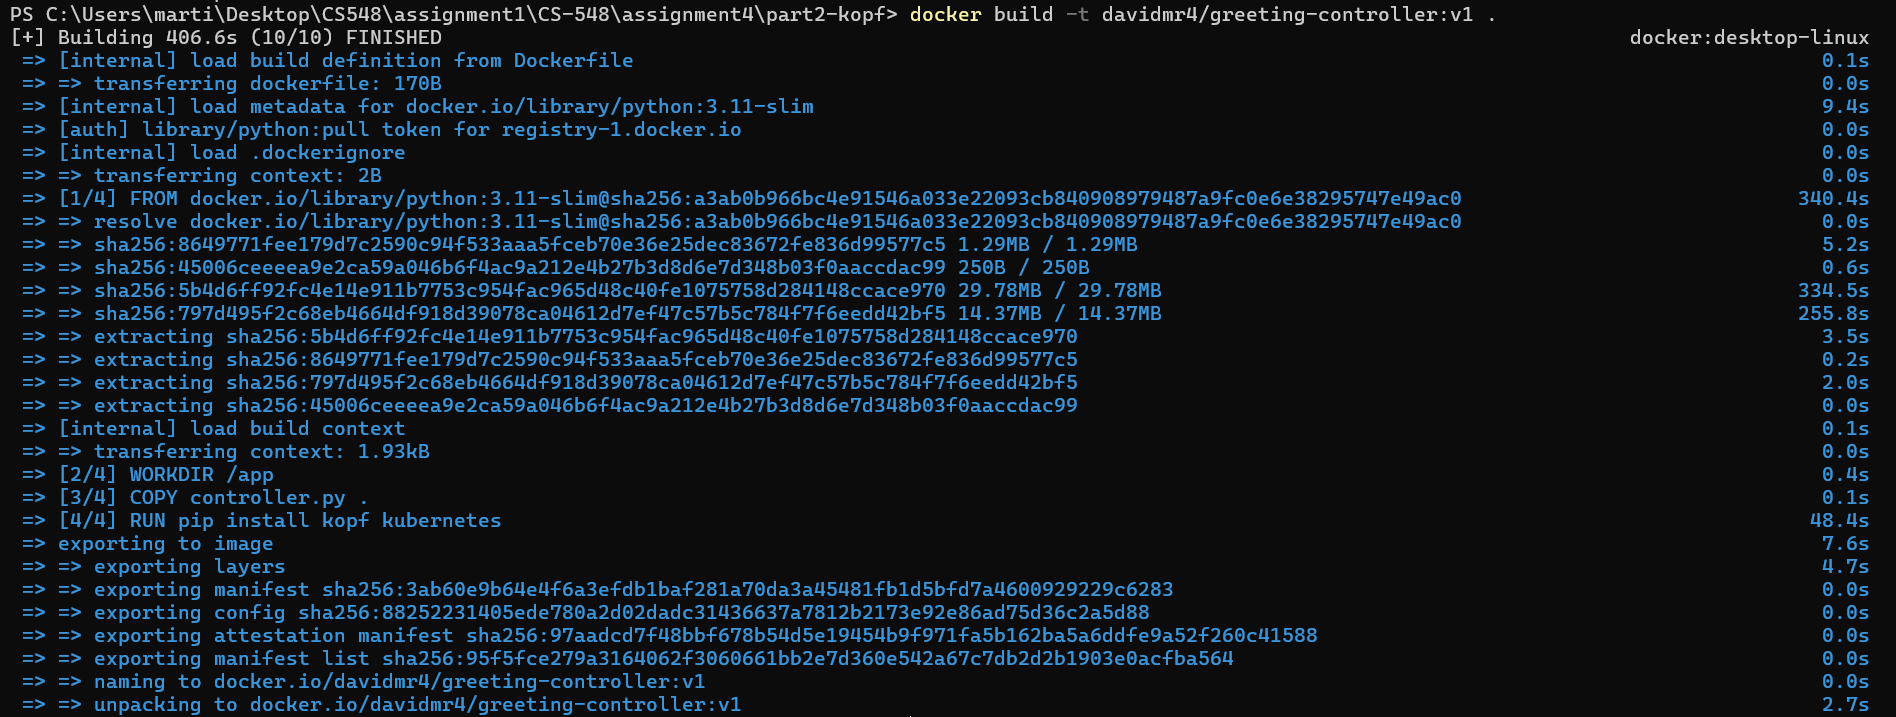 PS C:\Users\marti\Desktop\CS548\assignment1\CS-548\assignment4\part2-kopf> docker build -t davidmr4/greeting-controller:v1 .
[+] Building 406.6s (10/10) FINISHED docker:desktop-linux
=> [internal] load build definition from Dockerfile 0.1s
=> => transferring dockerfile: 170B 0.0s
=> [internal] load metadata for docker.io/library/python:3.11-slim 9.4s
=> [auth] library/python:pull token for registry-1.docker.io 0.0s
=> [internal] load .dockerignore 0.0s
=> => transferring context: 2B 0.0s
=> [1/4] FROM docker.io/library/python:3.11-slim@sha256:a3ab0b966bc4e91546a033e22093cb840908979487a9fc0e6e38295747e49ac0 340.4s
=> => resolve docker.io/library/python:3.11-slim@sha256:a3ab0b966bc4e91546a033e22093cb840908979487a9fc0e6e38295747e49ac0 0.0s
=> => sha256:8649771fee179d7c2590c94f533aaa5fceb70e36e25dec83672fe836d99577c5 1.29MB / 1.29MB 5.2s
=> => sha256:45006ceeeea9e2ca59a046b6f4ac9a212e4b27b3d8d6e7d348b03f0aaccdac99 250B / 250B 0.6s
=> => sha256:5b4d6ff92fc4e14e911b7753c954fac965d48c40fe1075758d284148ccace970 29.78MB / 29.78MB 334.5s
=> => sha256:797d495f2c68eb4664df918d39078ca04612d7ef47c57b5c784f7f6eedd42bf5 14.37MB / 14.37MB 255.8s
=> => extracting sha256:5b4d6ff92fc4e14e911b7753c954fac965d48c40fe1075758d284148ccace970 3.5s
=> => extracting sha256:8649771fee179d7c2590c94f533aaa5fceb70e36e25dec83672fe836d99577c5 0.2s
=> => extracting sha256:797d495f2c68eb4664df918d39078ca04612d7ef47c57b5c784f7f6eedd42bf5 2.0s
=> => extracting sha256:45006ceeeea9e2ca59a046b6f4ac9a212e4b27b3d8d6e7d348b03f0aaccdac99 0.0s
=> [internal] load build context 0.1s
=> => transferring context: 1.93kB 0.0s
=> [2/4] WORKDIR /app 0.4s
=> [3/4] COPY controller.py . 0.1s
=> [4/4] RUN pip install kopf kubernetes 48.4s
=> exporting to image 7.6s
=> => exporting layers 4.7s
=> => exporting manifest sha256:3ab60e9b64e4f6a3efdb1baf281a70da3a45481fb1d5bfd7a4600929229c6283 0.0s
=> => exporting config sha256:88252231405ede780a2d02dadc31436637a7812b2173e92e86ad75d36c2a5d88 0.0s
=> => exporting attestation manifest sha256:97aadcd7f48bbf678b54d5e19454b9f971fa5b162ba5a6ddfe9a52f260c41588 0.0s
=> => exporting manifest list sha256:95f5fce279a3164062f3060661bb2e7d360e542a67c7db2d2b1903e0acfba564 0.0s
=> => naming to docker.io/davidmr4/greeting-controller:v1 0.0s
=> => unpacking to docker.io/davidmr4/greeting-controller:v1 2.7s